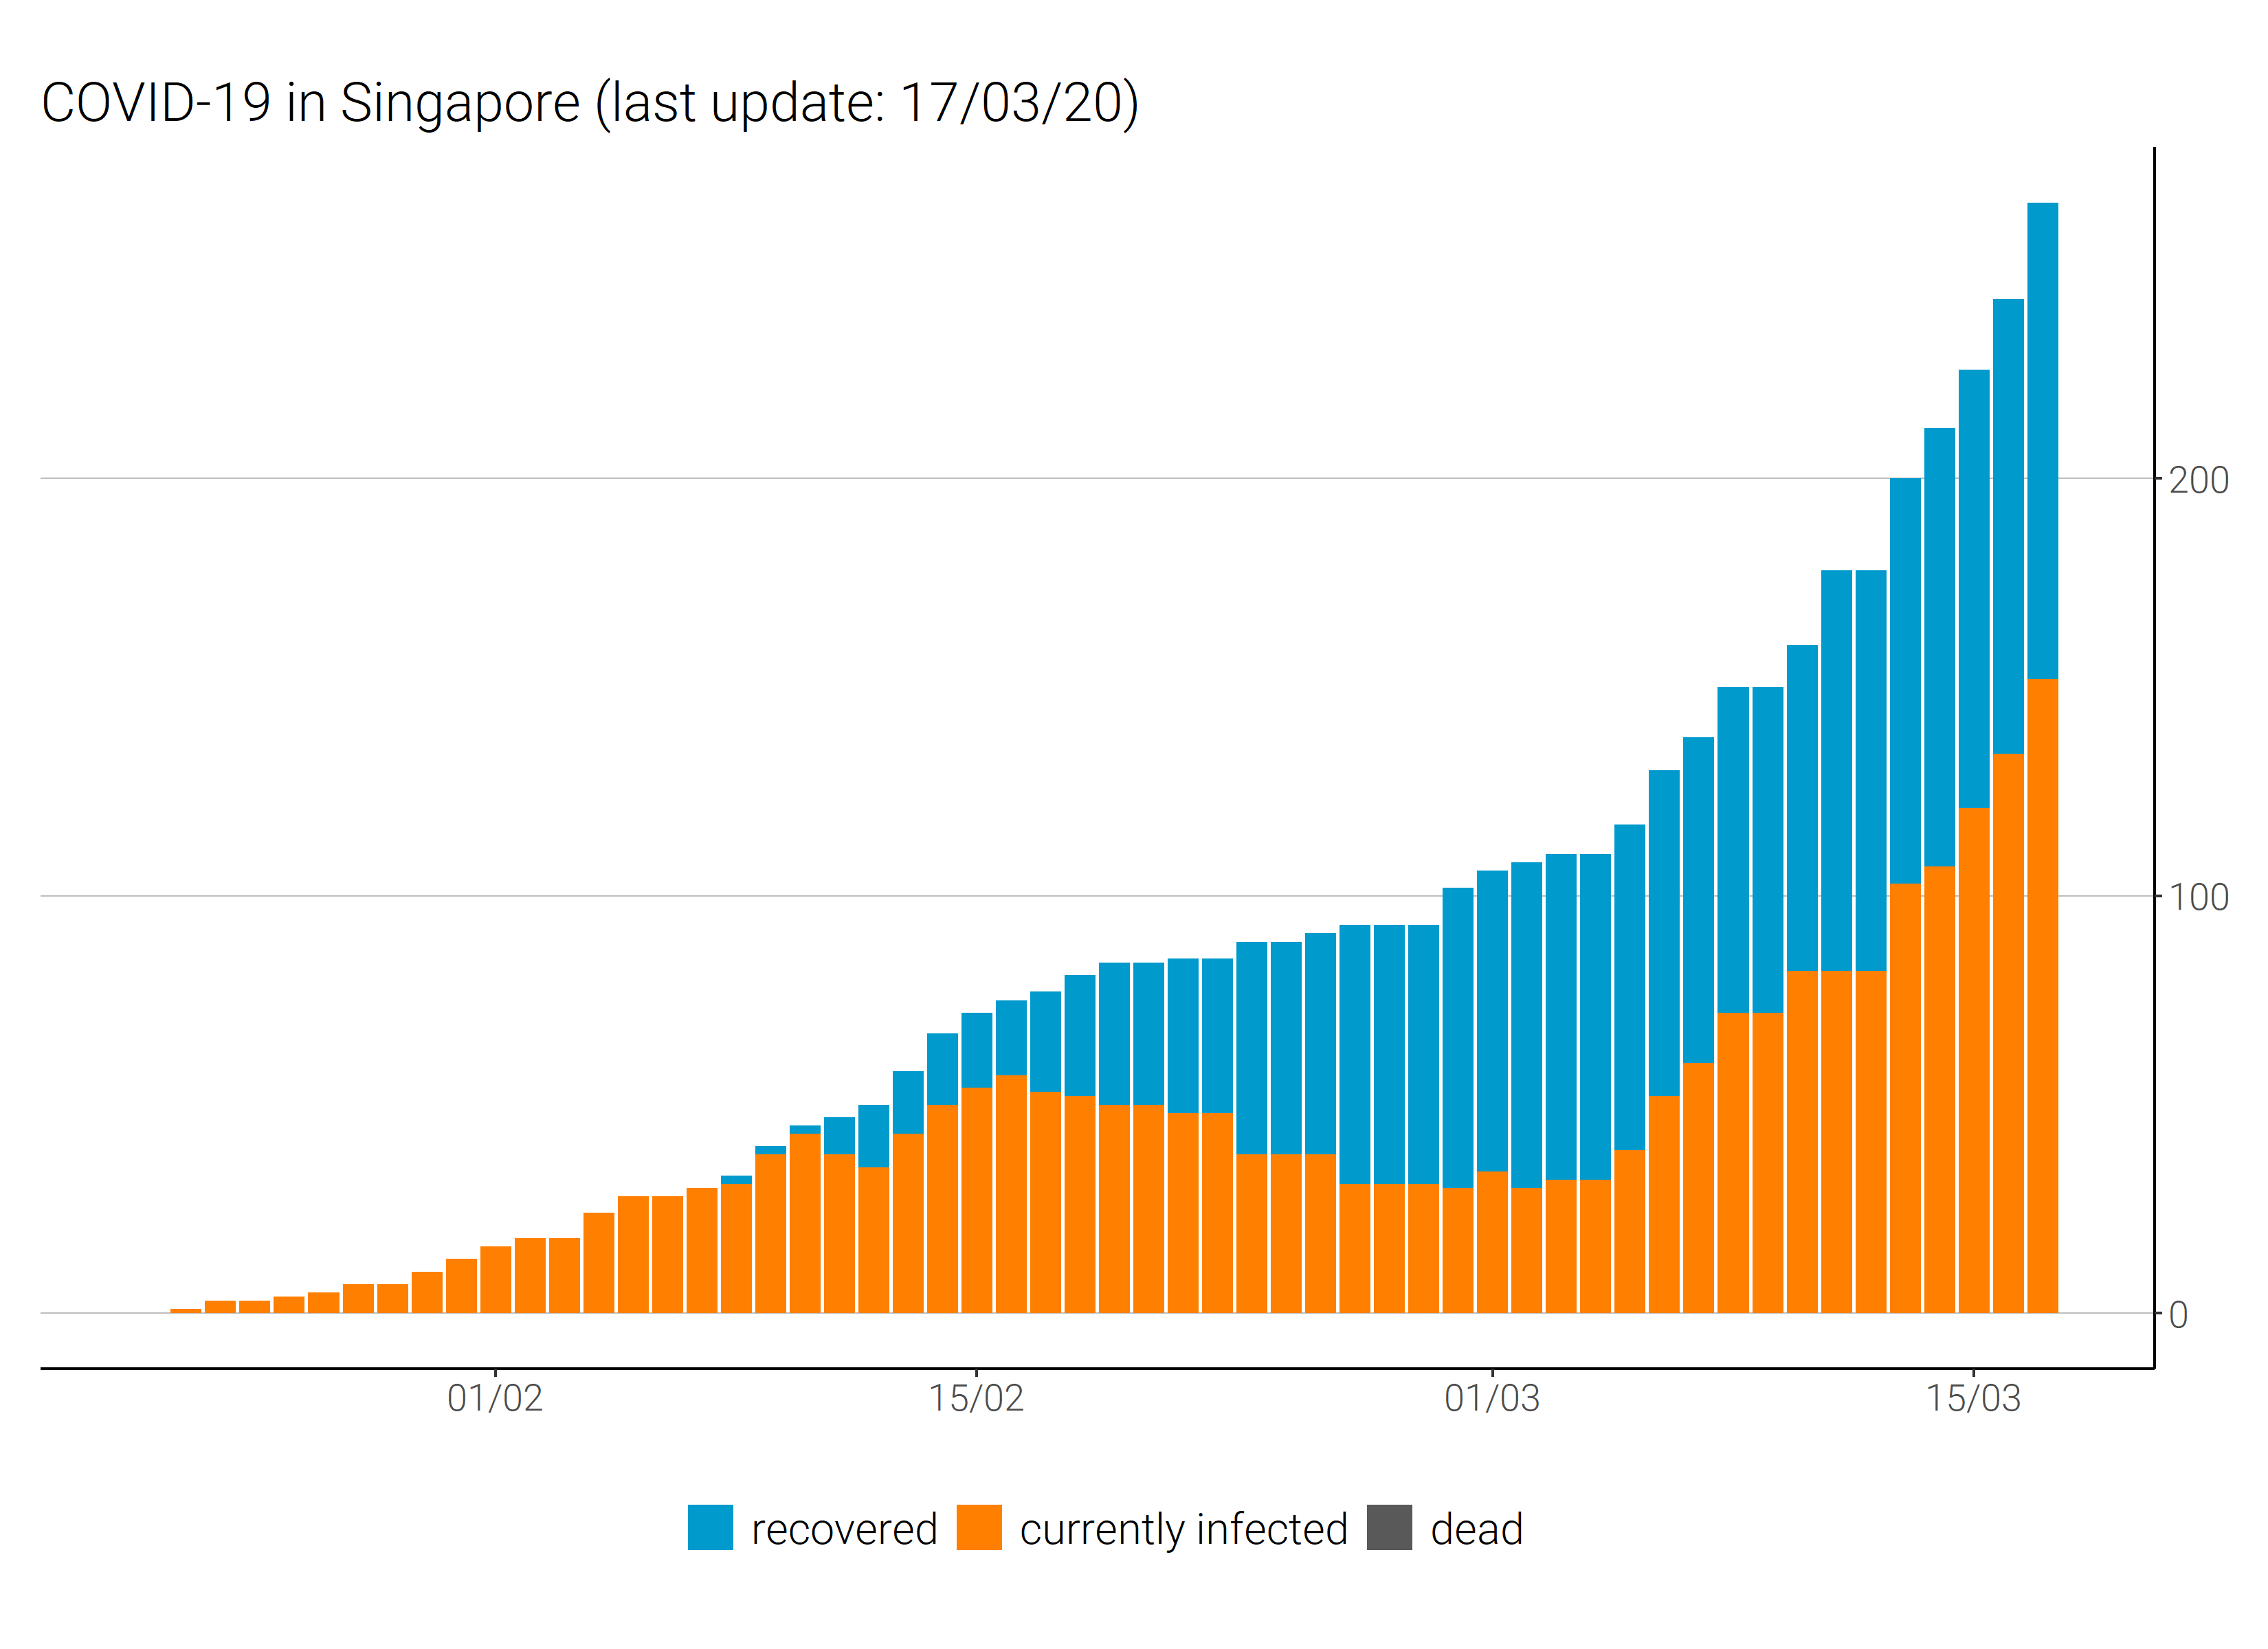 COVID-19 in Singapore (last update: 17/03/20)
200
100
0
01/02 15/02 01/03 15/03
recovered currently infected dead